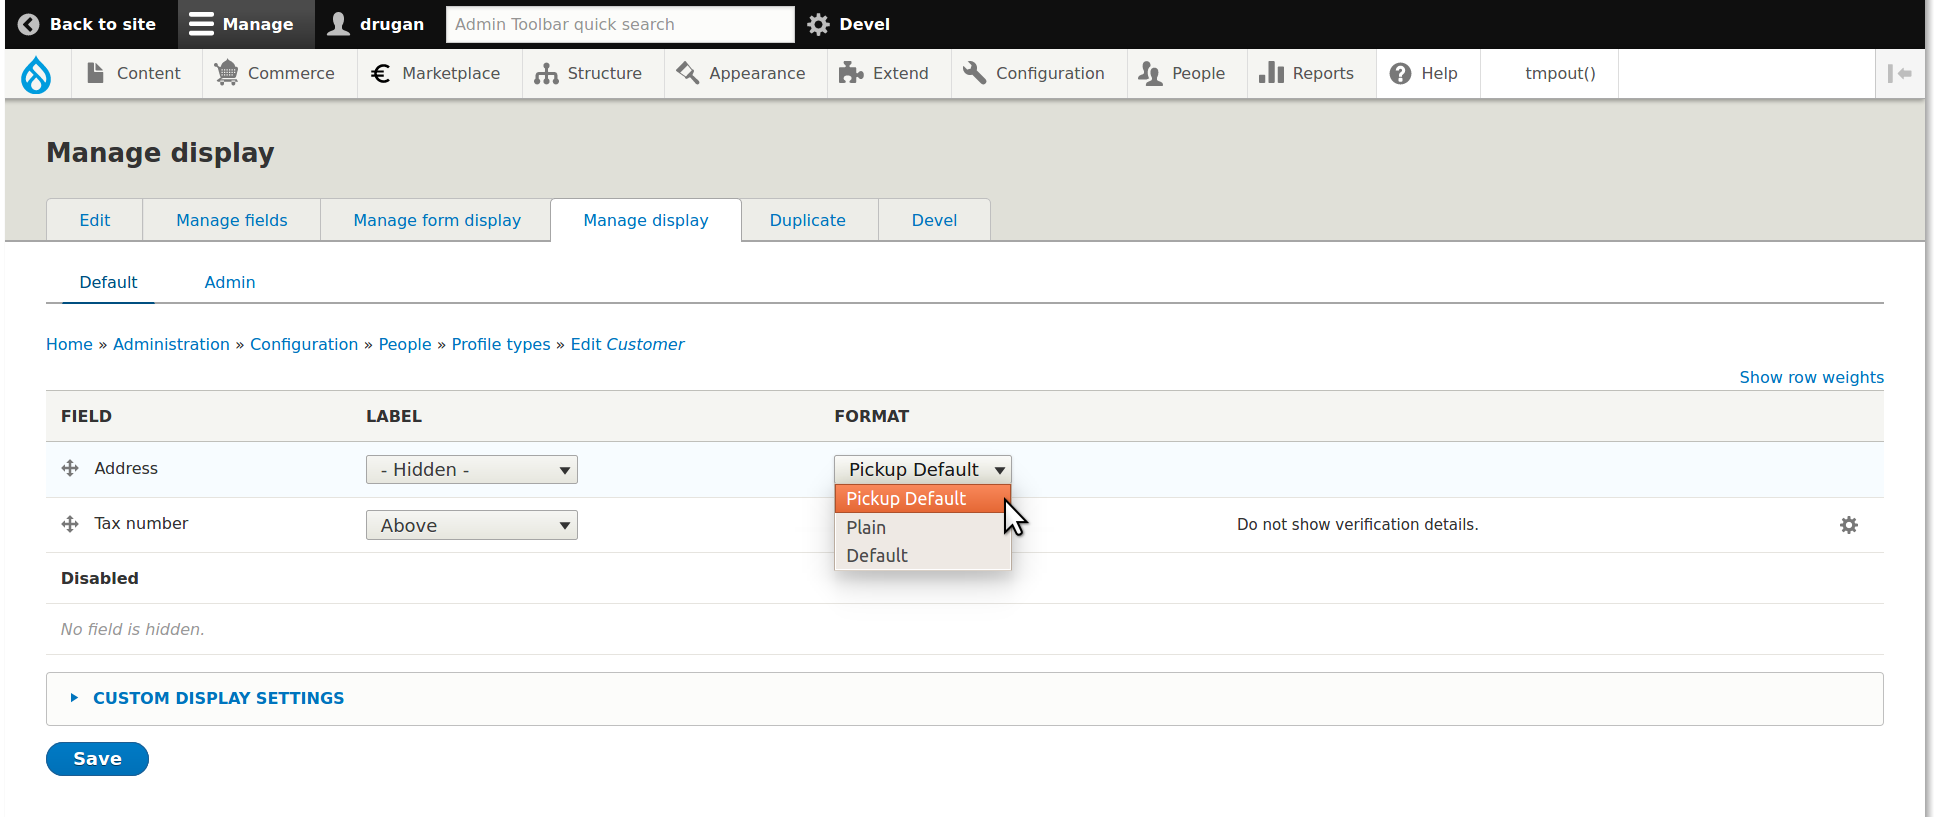 Back to site Manage drugan Admin Toolbar quick search Devel
Content Commerce Marketplace Structure Appearance Extend Configuration People Reports Help tmpout()
Manage display
Edit Manage fields Manage form display Manage display Duplicate Devel
Default Admin
Home » Administration » Configuration » People » Profile types » Edit Customer
Show row weights
FIELD LABEL FORMAT
Address - Hidden - Pickup Default
Pickup Default
Tax number Above Plain Do not show verification details.
Default
Disabled
No field is hidden.
CUSTOM DISPLAY SETTINGS
Save